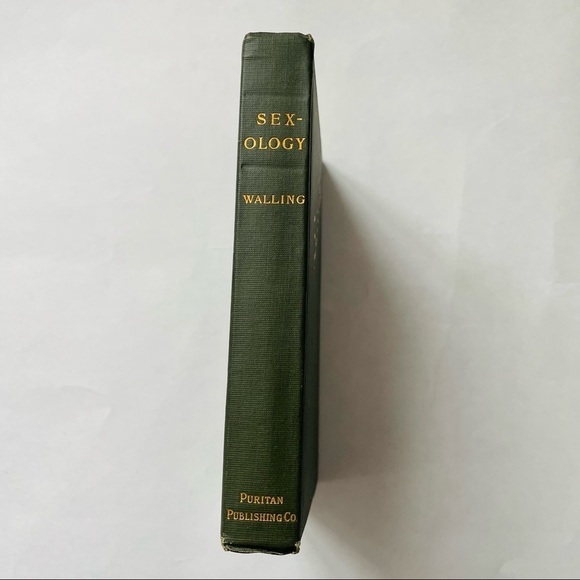 SEX-
OLOGY
WALLING
PURITAN
PUBLISHING CO.